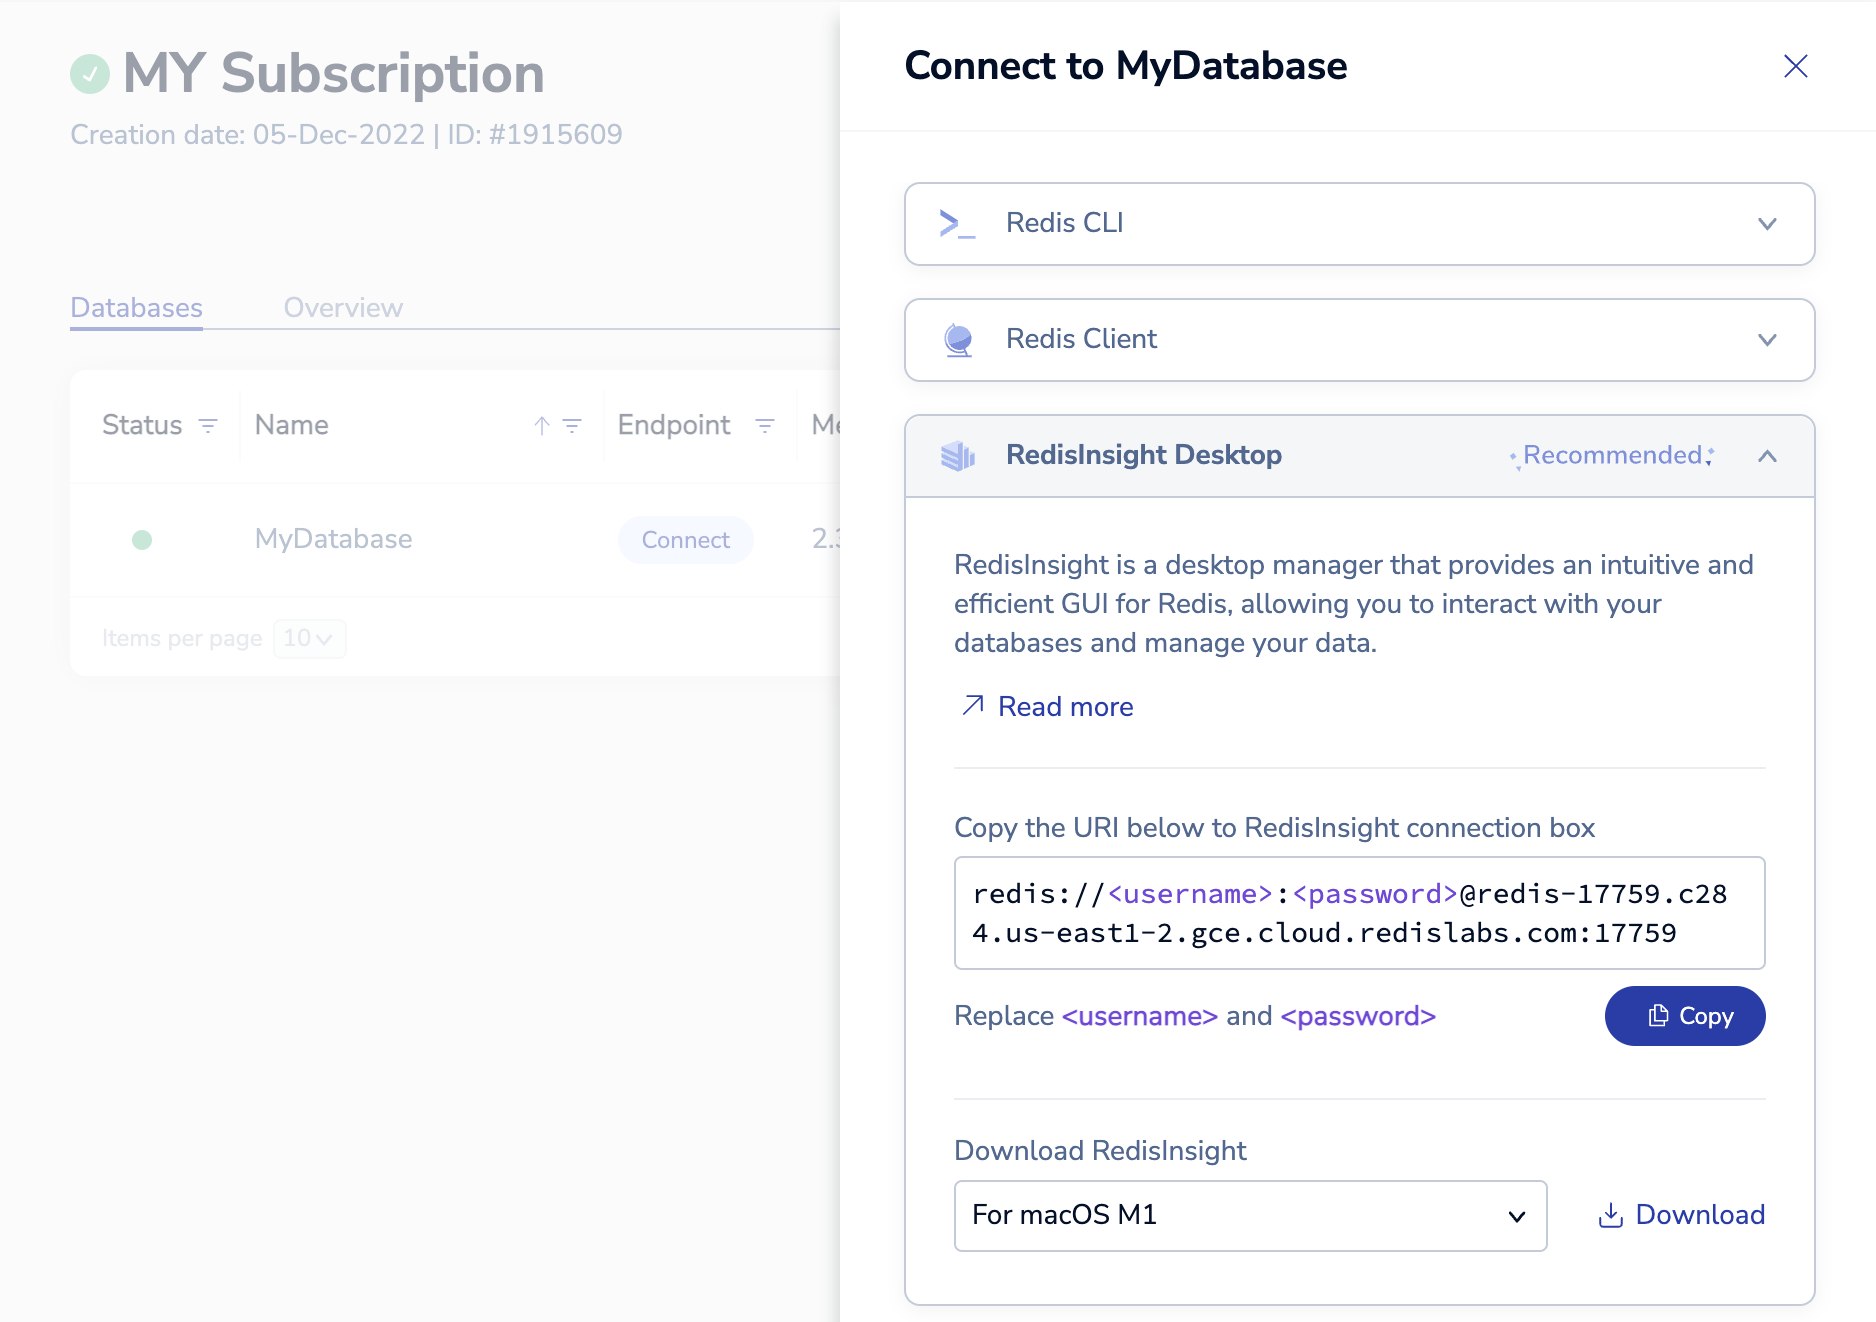 MY Subscription
Creation date: 05-Dec-2022 | ID: #1915609
Databases
Overview
Status
Name
Endpoint
MyDatabase
Connect
Items per page
10
Connect to MyDatabase
Redis CLI
Redis Client
RedisInsight Desktop
Recommended
RedisInsight is a desktop manager that provides an intuitive and
efficient GUI for Redis, allowing you to interact with your
databases and manage your data.
Read more
Copy the URI below to RedisInsight connection box
redis://<username>:<password>@redis-17759.c28
4.us-east1-2.gce.cloud.redislabs.com:17759
Replace <username> and <password>
Copy
Download RedisInsight
For macOS M1
Download